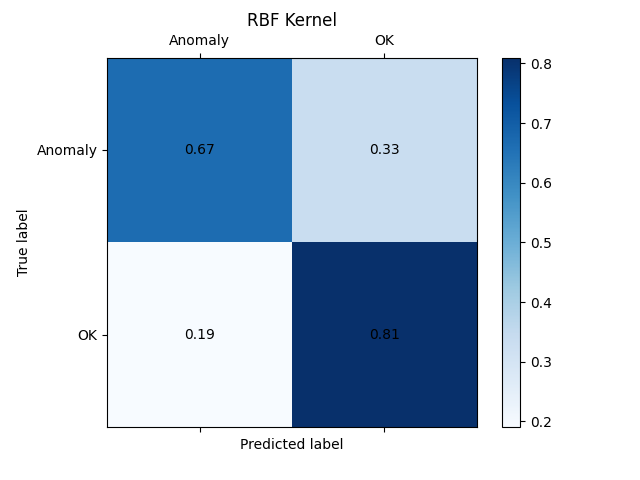 RBF Kernel
Anomaly OK
Anomaly 0.67 0.33
OK 0.19 0.81
True label
Predicted label
0.8
0.7
0.6
0.5
0.4
0.3
0.2